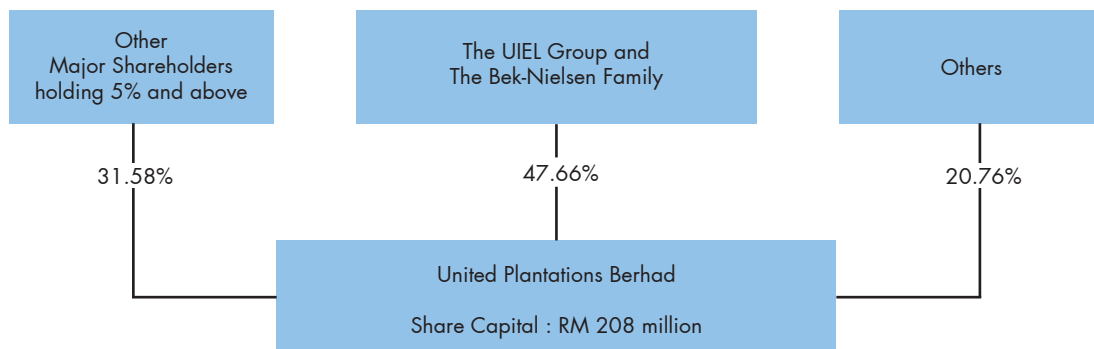 Other
Major Shareholders
holding 5% and above
The UIEL Group and
The Bek-Nielsen Family
Others
31.58%
47.66%
20.76%
United Plantations Berhad
Share Capital : RM 208 million